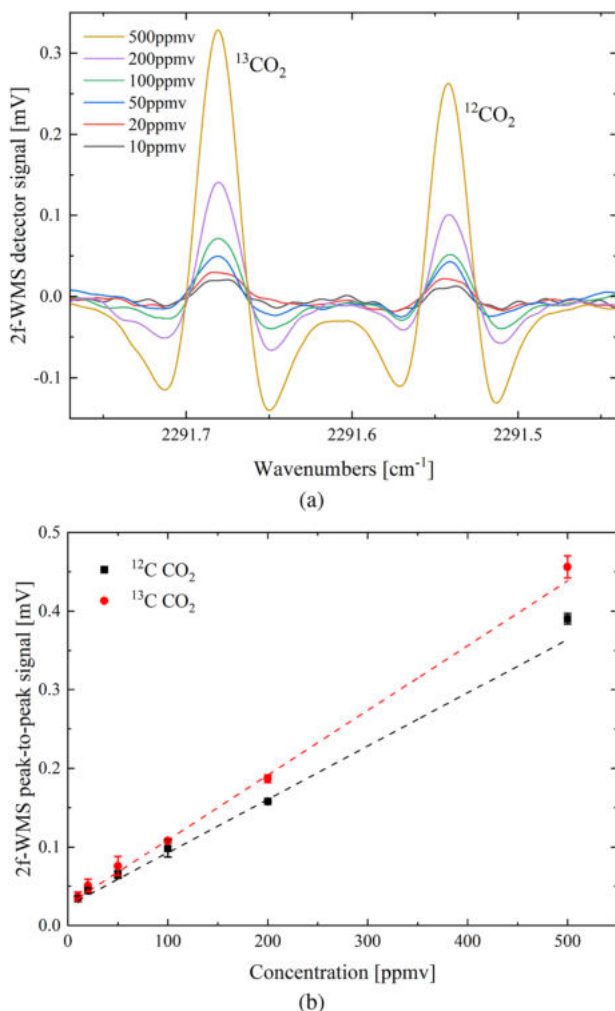 0.3
0.2
0.1
0.0
-0.1
2f-WMS detector signal [mV]
500ppmv
200ppmv
100ppmv
50ppmv
20ppmv
10ppmv
¹³CO₂
¹²CO₂
2291.7 2291.6 2291.5
Wavenumbers [cm⁻¹]
(a)
0.5
0.4
0.3
0.2
0.1
0.0
2f-WMS peak-to-peak signal [mV]
¹²C CO₂
¹³C CO₂
0 100 200 300 400 500
Concentration [ppmv]
(b)